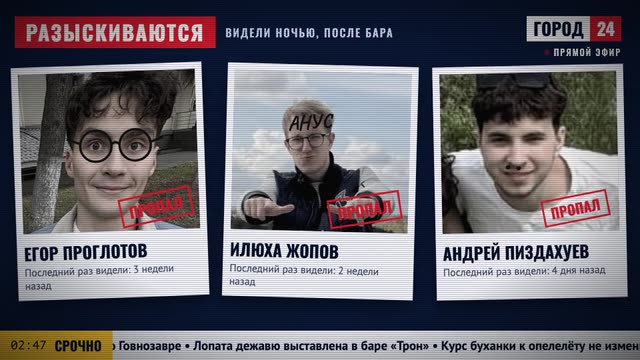 РАЗЫСКИВАЮТСЯ
ВИДЕЛИ НОЧЬЮ, ПОСЛЕ БАРА
ГОРОД 24
ПРЯМОЙ ЭФИР
ПРОПАЛ
ЕГОР ПРОГЛОТОВ
Последний раз видели: 3 недели
назад
АНУС
ПРОПАЛ
ИЛЮХА ЖОПОВ
Последний раз видели: 2 недели
назад
ПРОПАЛ
АНДРЕЙ ПИЗДАХУЕВ
Последний раз видели: 4 дня назад
02:47 СРОЧНО о Говнозавре • Лопата дежавю выставлена в баре «Трон» • Курс буханки к опелелёту не измен